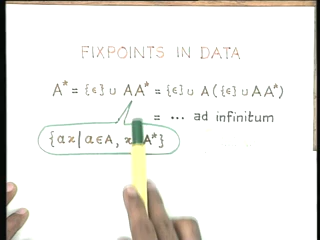 FIXPOINTS IN DATA
A* = {ε} ∪ AA* = {ε} ∪ A({ε} ∪ AA*)
= ... ad infinitum
{ax | a ∈ A, x A*}